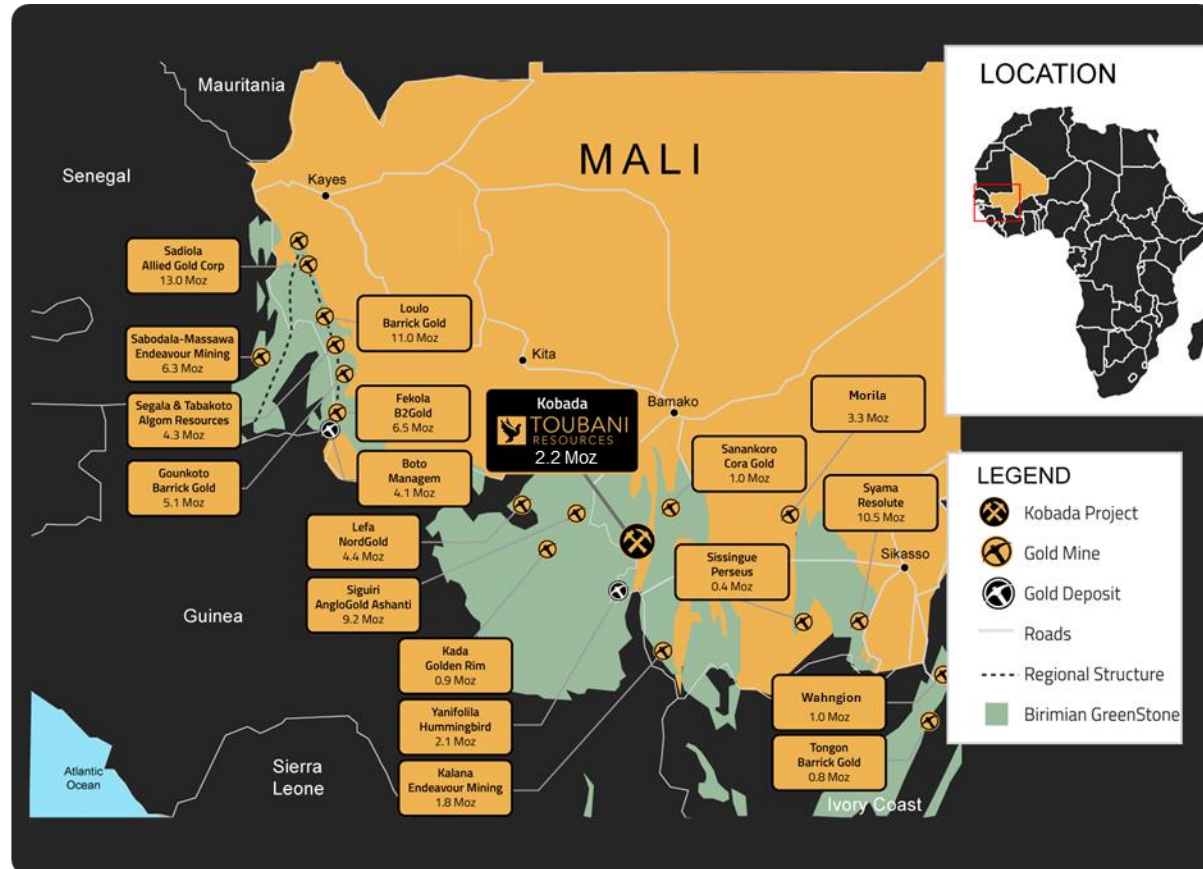 Mauritania
MALI
Senegal
Kayes
Sadiola
Allied Gold Corp
13.0 Moz
Loulo
Barrick Gold
11.0 Moz
Sabodala-Massawa
Endeavour Mining
6.3 Moz
Kita
Segala & Tabakoto
Algom Resources
4.3 Moz
Fekola
B2Gold
6.5 Moz
Kobada
TOUBANI
RESOURCES
2.2 Moz
Bamako
Morila
3.3 Moz
Gounkoto
Barrick Gold
5.1 Moz
Boto
Managem
4.1 Moz
Sanankoro
Cora Gold
1.0 Moz
Syama
Resolute
10.5 Moz
Lefa
NordGold
4.4 Moz
Sissingue
Perseus
0.4 Moz
Sikasso
Siguiri
AngloGold Ashanti
9.2 Moz
Guinea
Kada
Golden Rim
0.9 Moz
Yanifolila
Hummingbird
2.1 Moz
Wahngion
1.0 Moz
Kalana
Endeavour Mining
1.8 Moz
Tongon
Barrick Gold
0.8 Moz
Atlantic
Ocean
Sierra
Leone
Ivory Coast
LOCATION
LEGEND
Kobada Project
Gold Mine
Gold Deposit
Roads
Regional Structure
Birimian GreenStone